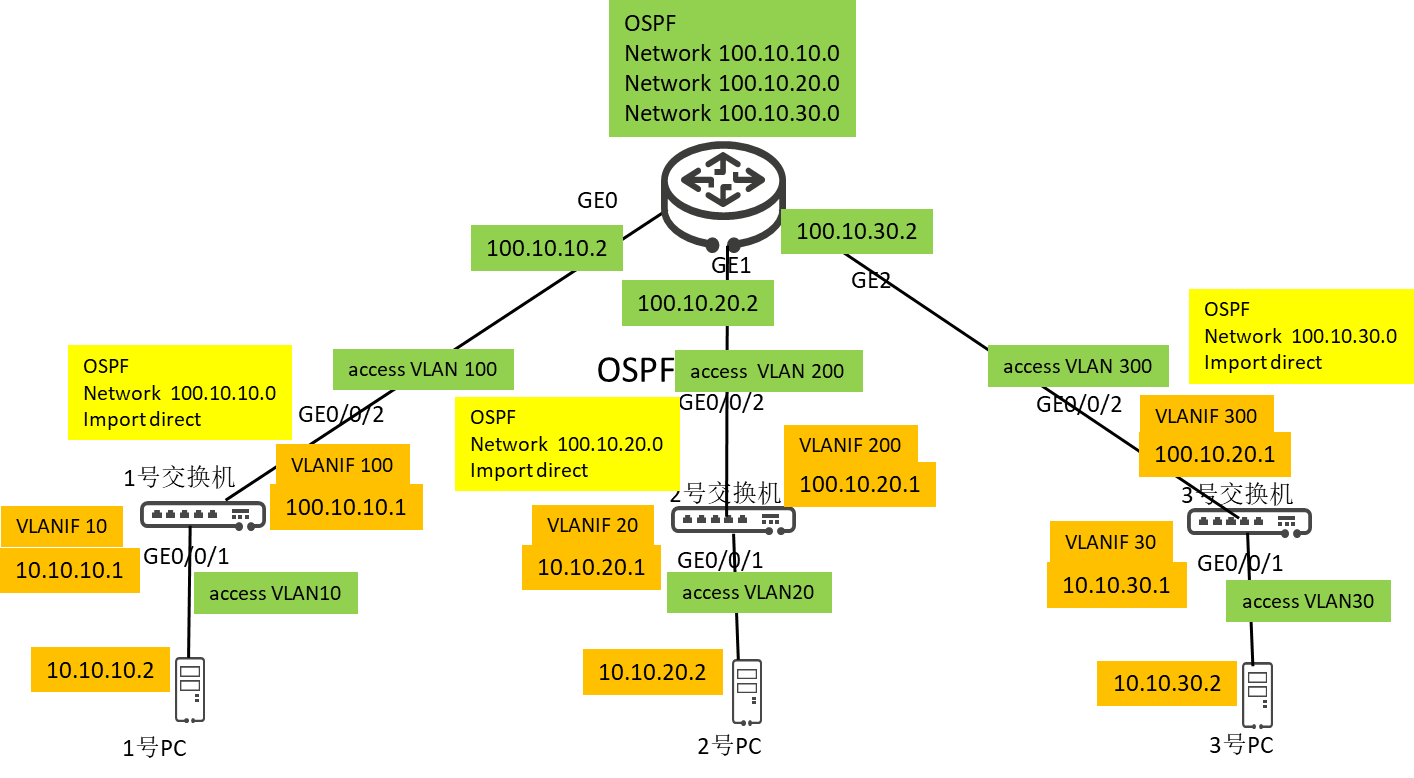 OSPF
Network 100.10.10.0
Network 100.10.20.0
Network 100.10.30.0
GE0
100.10.10.2
100.10.30.2
GE1
GE2
100.10.20.2
OSPF
Network 100.10.10.0
Import direct
access VLAN 100
GE0/0/2
OSPF
access VLAN 200
GE0/0/2
OSPF
Network 100.10.20.0
Import direct
access VLAN 300
GE0/0/2
OSPF
Network 100.10.30.0
Import direct
1号交换机
VLANIF 100
100.10.10.1
VLANIF 10
10.10.10.1
GE0/0/1
access VLAN10
10.10.10.2
1号PC
2号交换机
VLANIF 200
100.10.20.1
VLANIF 20
10.10.20.1
GE0/0/1
access VLAN20
10.10.20.2
2号PC
VLANIF 300
100.10.20.1
3号交换机
VLANIF 30
10.10.30.1
GE0/0/1
access VLAN30
10.10.30.2
3号PC